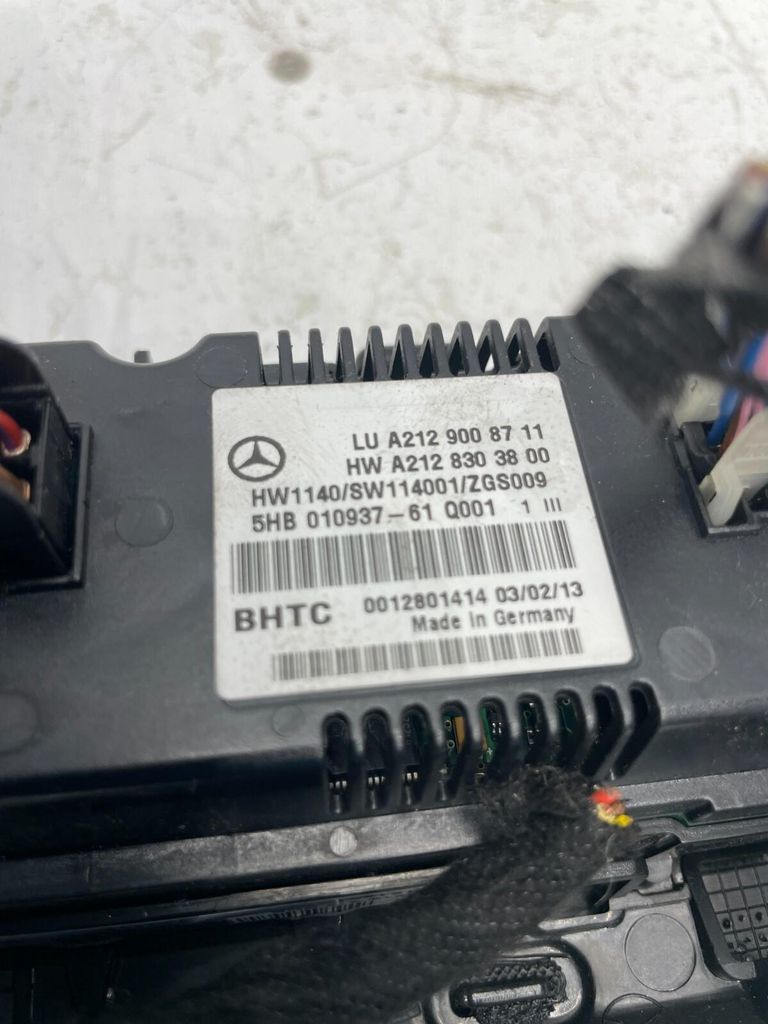 LU A212 900 87 11
HW A212 830 38 00
HW1140/SW114001/ZGS009
5HB 010937-61 Q001 1 III
BHTC 0012801414 03/02/13
Made in Germany